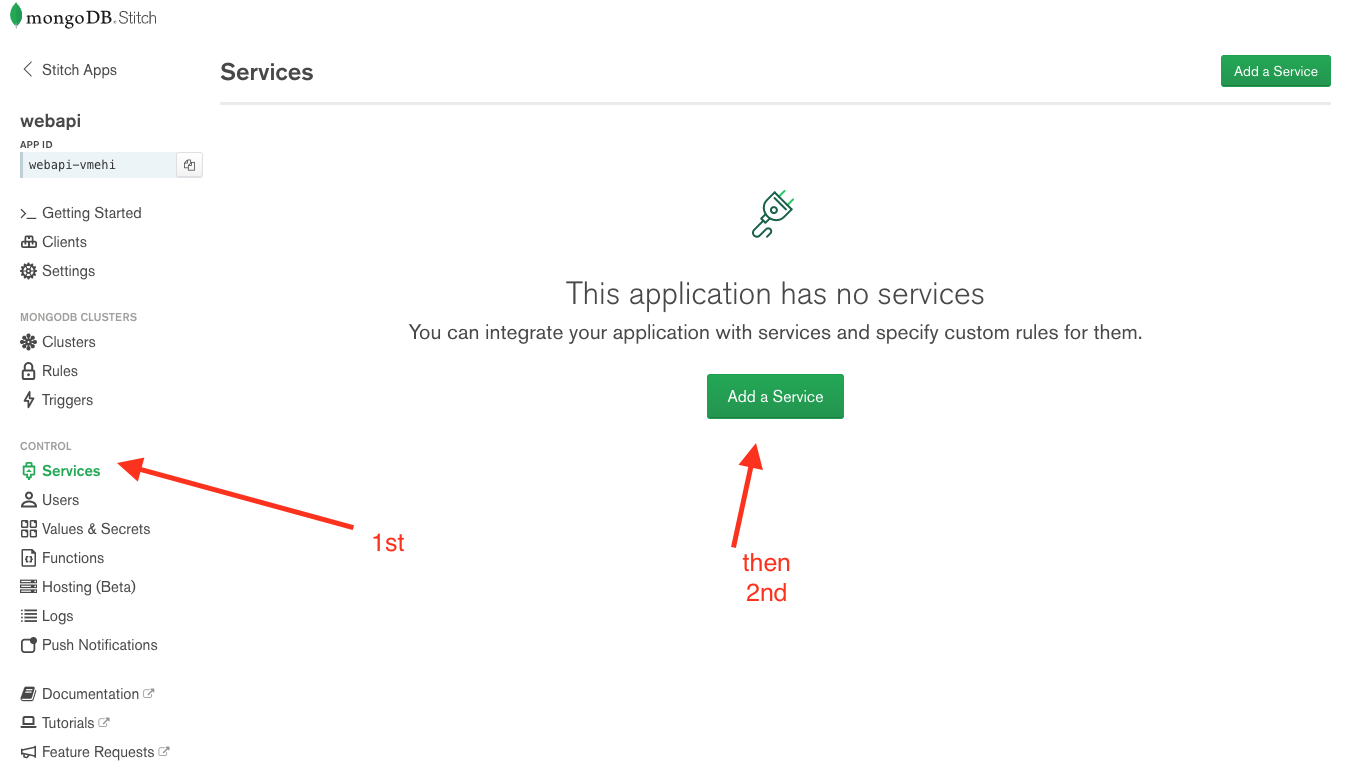 mongoDB. Stitch
Stitch Apps
webapi
APP ID
webapi-vmehi
Getting Started
Clients
Settings
MONGODB CLUSTERS
Clusters
Rules
Triggers
CONTROL
Services
Users
Values & Secrets
Functions
Hosting (Beta)
Logs
Push Notifications
Documentation
Tutorials
Feature Requests
Services
Add a Service
This application has no services
You can integrate your application with services and specify custom rules for them.
Add a Service
1st
then
2nd